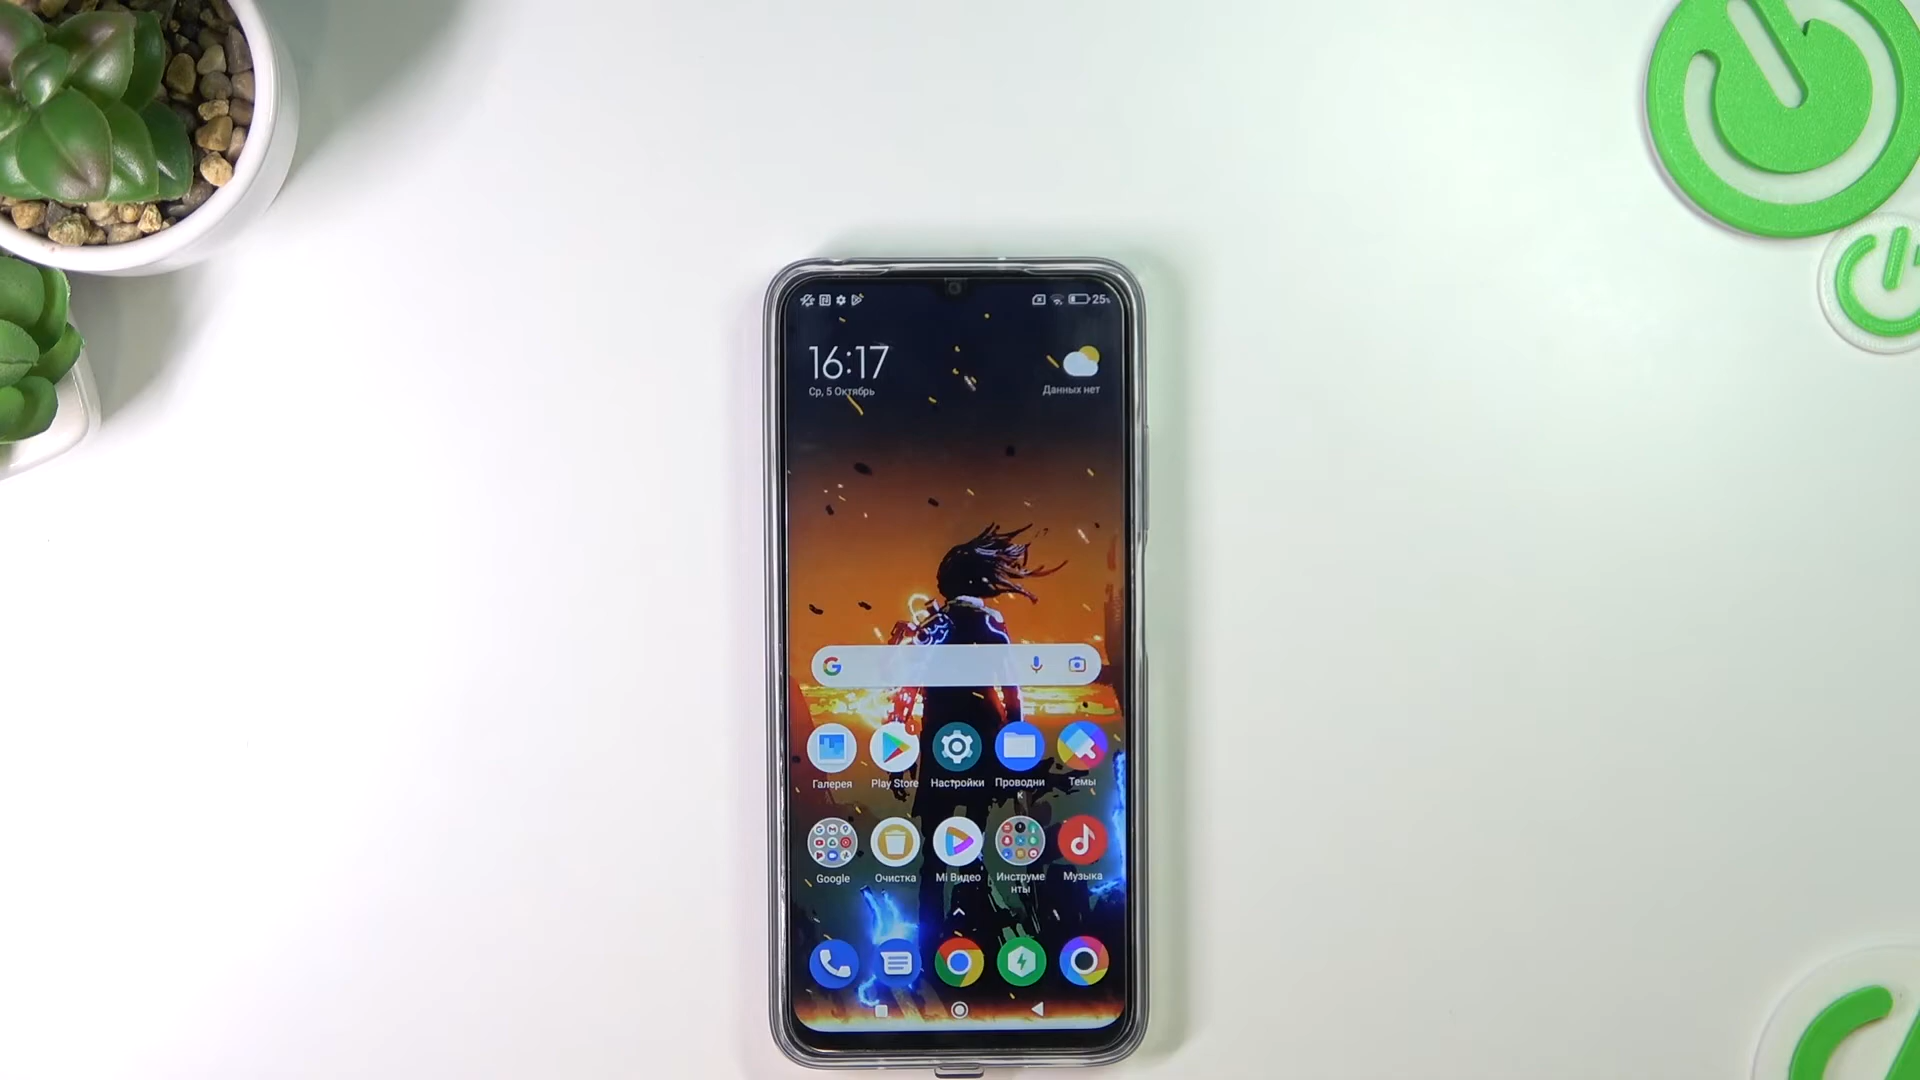 25%
16:17
Ср, 5 Октябрь
Данных нет
Галерея
Play Store
Настройки
Проводни
к
Темы
Google
Очистка
Mi Видео
Инструме
нты
Музыка